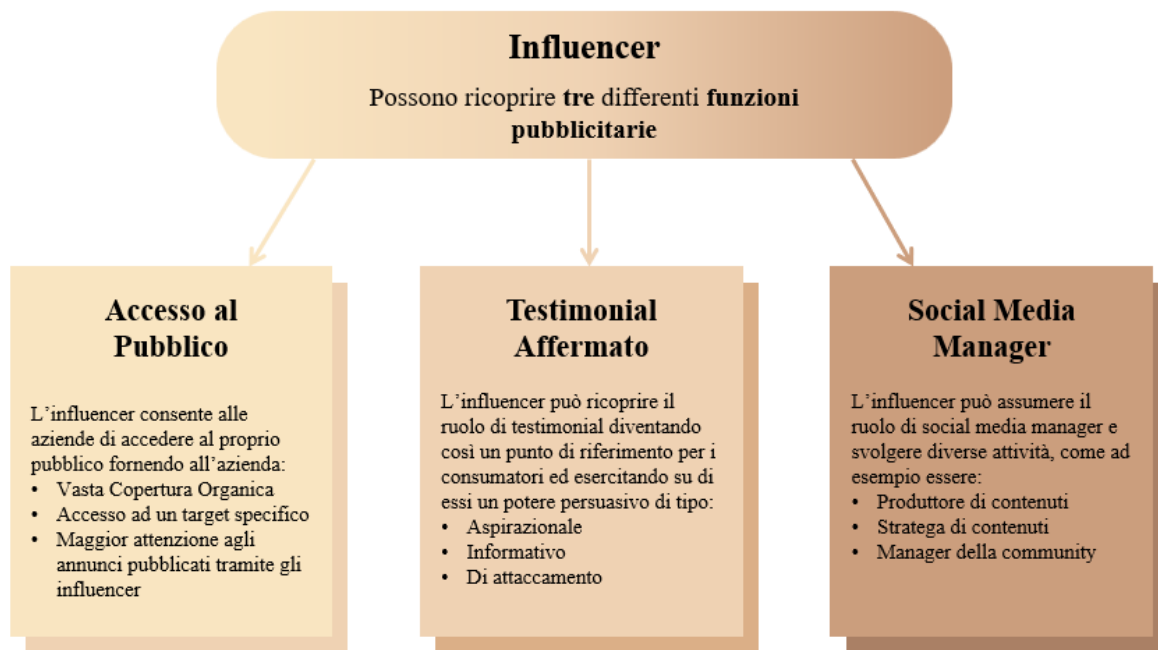 Influencer
Possono ricoprire tre differenti funzioni
pubblicitarie
Accesso al
Pubblico
L’influencer consente alle
aziende di accedere al proprio
pubblico fornendo all’azienda:
• Vasta Copertura Organica
• Accesso ad un target specifico
• Maggior attenzione agli
annunci pubblicati tramite gli
influencer
Testimonial
Affermato
L’influencer può ricoprire il
ruolo di testimonial diventando
così un punto di riferimento per i
consumatori ed esercitando su di
essi un potere persuasivo di tipo:
• Aspirazionale
• Informativo
• Di attaccamento
Social Media
Manager
L’influencer può assumere il
ruolo di social media manager e
svolgere diverse attività, come ad
esempio essere:
• Produttore di contenuti
• Stratega di contenuti
• Manager della community